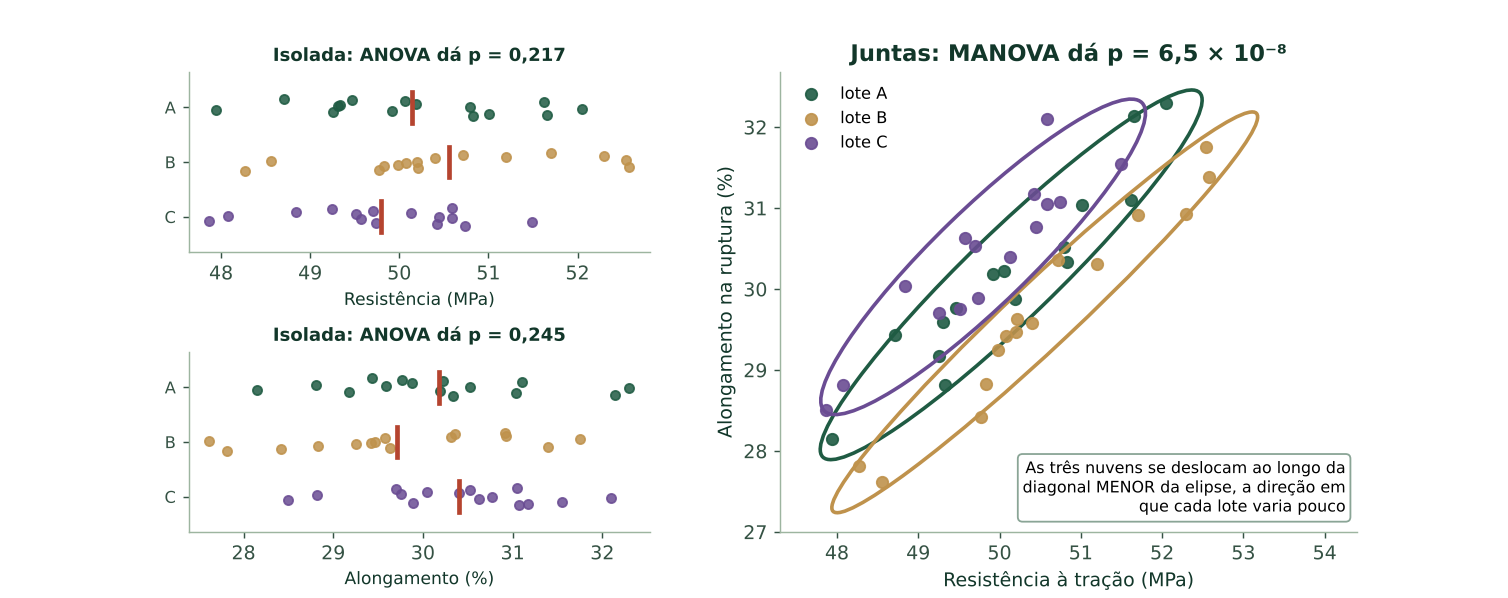 Isolada: ANOVA dá p = 0,217
A
B
C
48 49 50 51 52
Resistência (MPa)
Isolada: ANOVA dá p = 0,245
A
B
C
28 29 30 31 32
Alongamento (%)
Juntas: MANOVA dá p = 6,5 × 10⁻⁸
lote A
lote B
lote C
Alongamento na ruptura (%)
32
31
30
29
28
27
As três nuvens se deslocam ao longo da
diagonal MENOR da elipse, a direção em
que cada lote varia pouco
48 49 50 51 52 53 54
Resistência à tração (MPa)